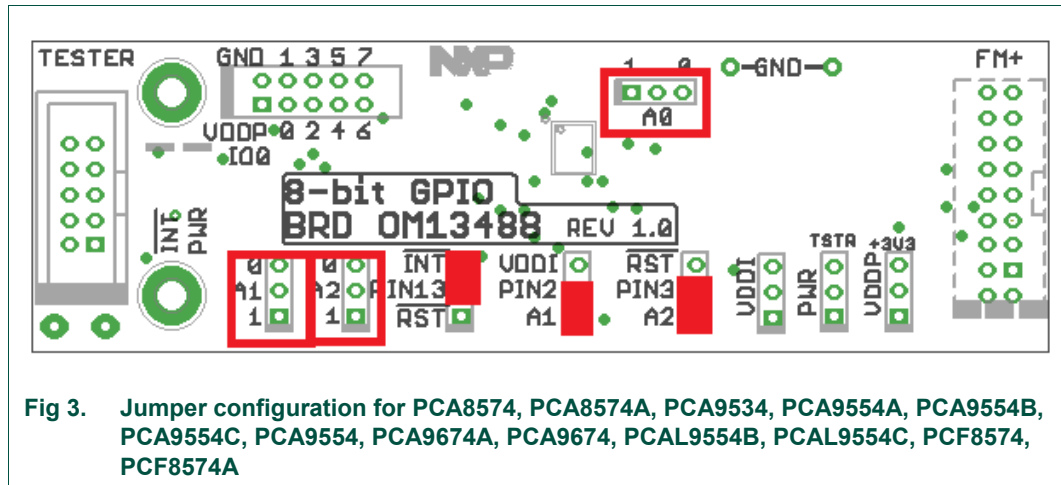 TESTER GND 1 3 5 7 NXP 1 0 GND FM+
A0
VDDP 0 2 4 6
IO0
8-bit GPIO
BRD OM13488 REV 1.0
INT
PWR
0 0 INT VDDI RST TSTR +3V3
A1 A2 PIN13 PIN2 PIN3 VDDI PWR VDDP
1 1 RST A1 A2
Fig 3. Jumper configuration for PCA8574, PCA8574A, PCA9534, PCA9554A, PCA9554B,
PCA9554C, PCA9554, PCA9674A, PCA9674, PCAL9554B, PCAL9554C, PCF8574,
PCF8574A